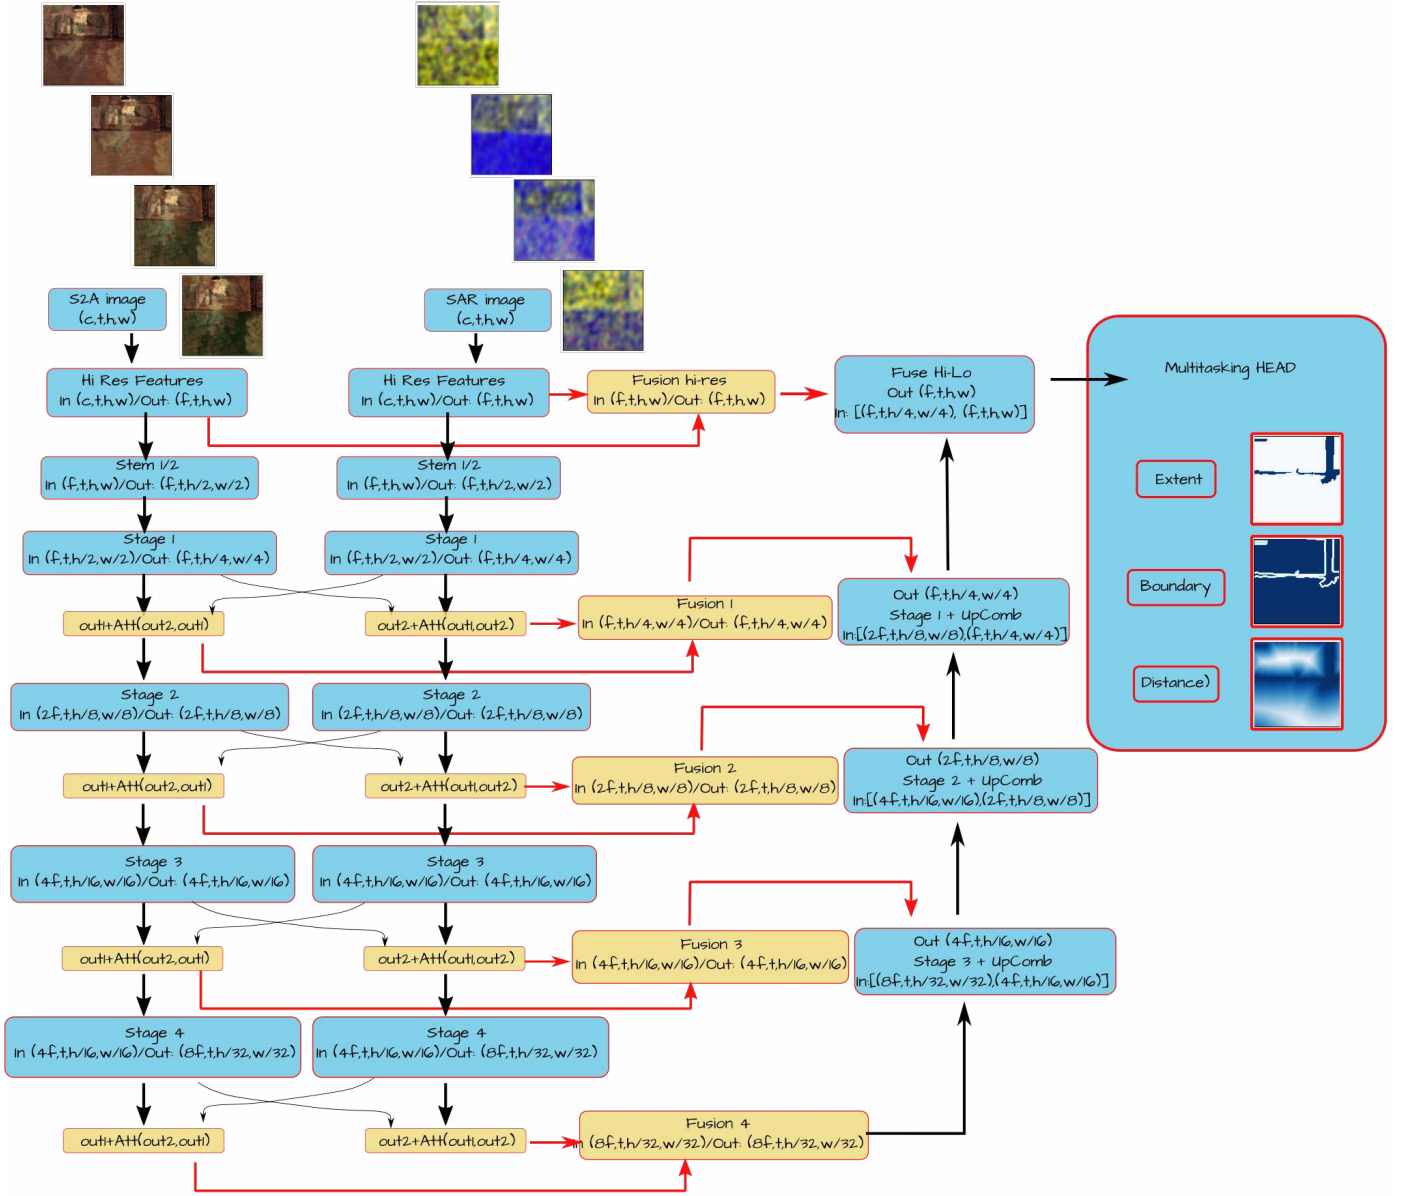 S2A image
(c,t,h,w)
SAR image
(c,t,h,w)
Hi Res Features
In (c,t,h,w)/Out: (f,t,h,w)
Hi Res Features
In (c,t,h,w)/Out: (f,t,h,w)
Fusion hi-res
In (f,t,h,w)/Out: (f,t,h,w)
Fuse Hi-Lo
Out (f,t,h,w)
In: [(f,t,h/4,w/4), (f,t,h,w)]
Multitasking HEAD
Extent
Boundary
Distance)
Stem 1/2
In (f,t,h,w)/Out: (f,t,h/2,w/2)
Stem 1/2
In (f,t,h,w)/Out: (f,t,h/2,w/2)
Stage 1
In (f,t,h/2,w/2)/Out: (f,t,h/4,w/4)
Stage 1
In (f,t,h/2,w/2)/Out: (f,t,h/4,w/4)
out1+Att(out2,out1)
out2+Att(out1,out2)
Fusion 1
In (f,t,h/4,w/4)/Out: (f,t,h/4,w/4)
Out (f,t,h/4,w/4)
Stage 1 + UpComb
In:[(2f,t,h/8,w/8),(f,t,h/4,w/4)]
Stage 2
In (2f,t,h/8,w/8)/Out: (2f,t,h/8,w/8)
Stage 2
In (2f,t,h/8,w/8)/Out: (2f,t,h/8,w/8)
out1+Att(out2,out1)
out2+Att(out1,out2)
Fusion 2
In (2f,t,h/8,w/8)/Out: (2f,t,h/8,w/8)
Out (2f,t,h/8,w/8)
Stage 2 + UpComb
In:[(4f,t,h/16,w/16),(2f,t,h/8,w/8)]
Stage 3
In (4f,t,h/16,w/16)/Out: (4f,t,h/16,w/16)
Stage 3
In (4f,t,h/16,w/16)/Out: (4f,t,h/16,w/16)
out1+Att(out2,out1)
out2+Att(out1,out2)
Fusion 3
In (4f,t,h/16,w/16)/Out: (4f,t,h/16,w/16)
Out (4f,t,h/16,w/16)
Stage 3 + UpComb
In:[(8f,t,h/32,w/32),(4f,t,h/16,w/16)]
Stage 4
In (4f,t,h/16,w/16)/Out: (8f,t,h/32,w/32)
Stage 4
In (4f,t,h/16,w/16)/Out: (8f,t,h/32,w/32)
out1+Att(out2,out1)
out2+Att(out1,out2)
Fusion 4
In (8f,t,h/32,w/32)/Out: (8f,t,h/32,w/32)